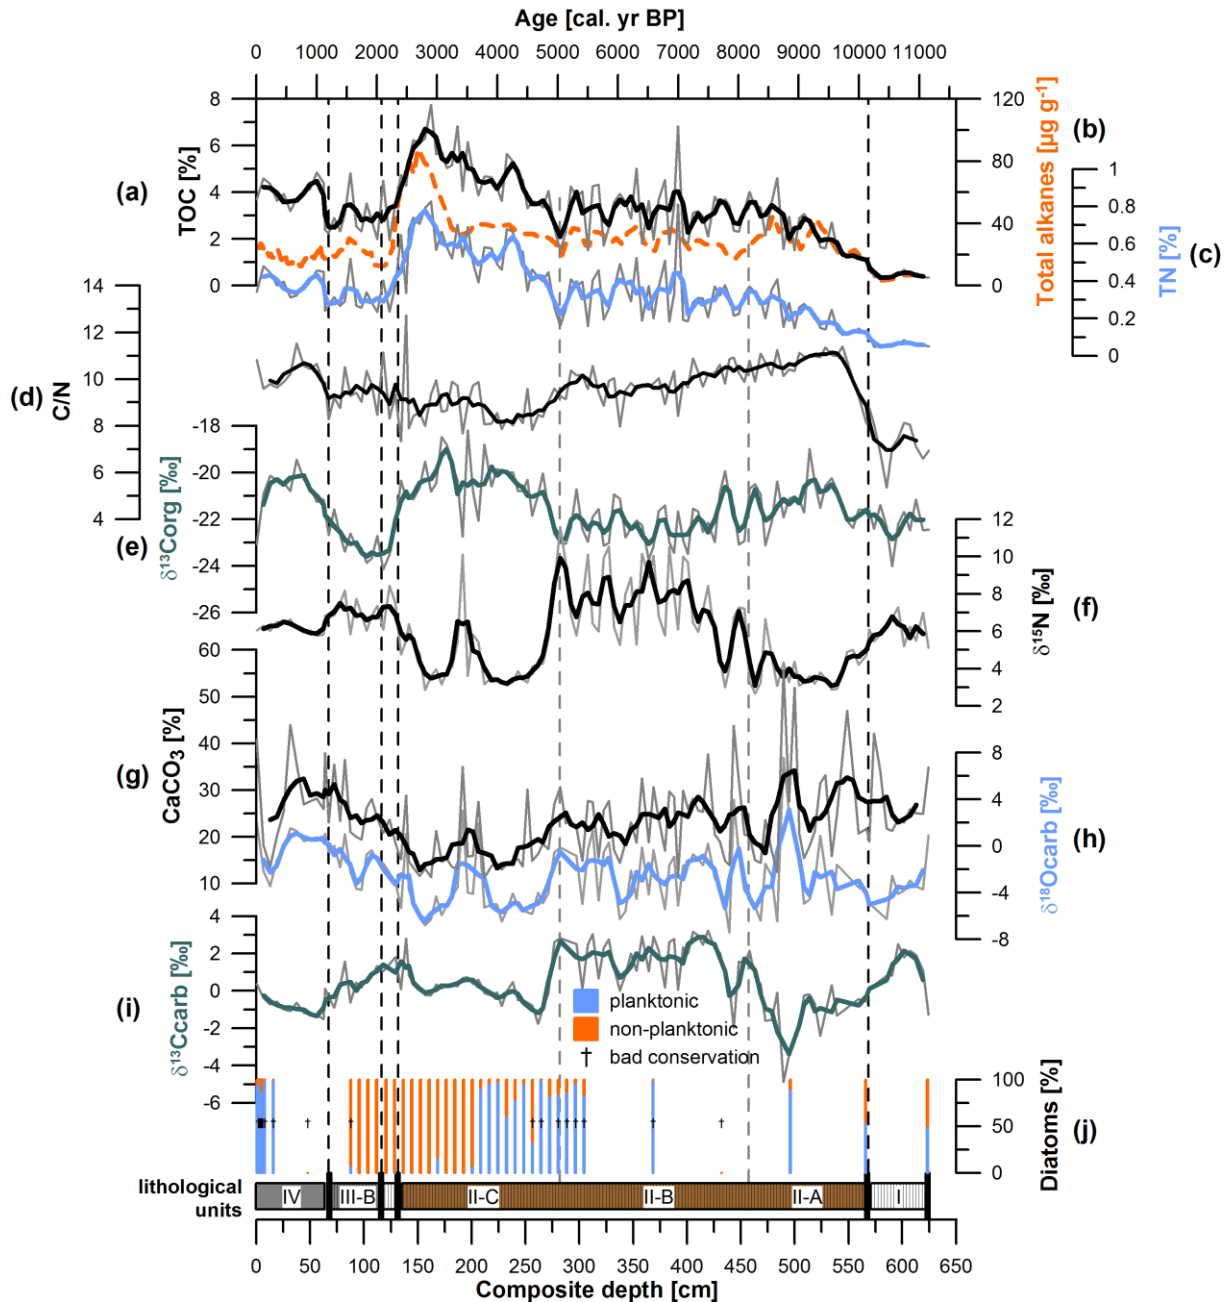 Age [cal. yr BP]
0 1000 2000 3000 4000 5000 6000 7000 8000 9000 10000 11000
(a)
TOC [%]
8
6
4
2
0
120
80
40
0
Total alkanes [µg g⁻¹]
(b)
1
0.8
0.6
0.4
0.2
0
TN [%]
(c)
(d)
C/N
14
12
10
8
6
4
(e)
δ¹³Corg [‰]
-18
-20
-22
-24
-26
12
10
8
6
4
2
δ¹⁵N [‰]
(f)
(g)
CaCO₃ [%]
60
50
40
30
20
10
8
4
0
-4
-8
δ¹⁸Ocarb [‰]
(h)
(i)
δ¹³Ccarb [‰]
4
2
0
-2
-4
-6
planktonic
non-planktonic
† bad conservation
100
50
0
Diatoms [%]
(j)
lithological
units
IV III-B II-C II-B II-A I
0 50 100 150 200 250 300 350 400 450 500 550 600 650
Composite depth [cm]